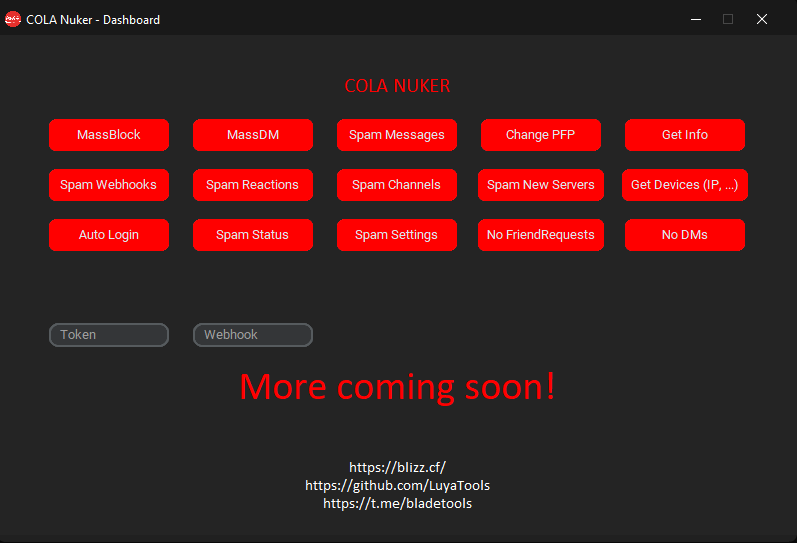 COLA Nuker - Dashboard
COLA NUKER
MassBlock MassDM Spam Messages Change PFP Get Info
Spam Webhooks Spam Reactions Spam Channels Spam New Servers Get Devices (IP, ...)
Auto Login Spam Status Spam Settings No FriendRequests No DMs
Token Webhook
More coming soon!
https://blizz.cf/
https://github.com/LuyaTools
https://t.me/bladetools